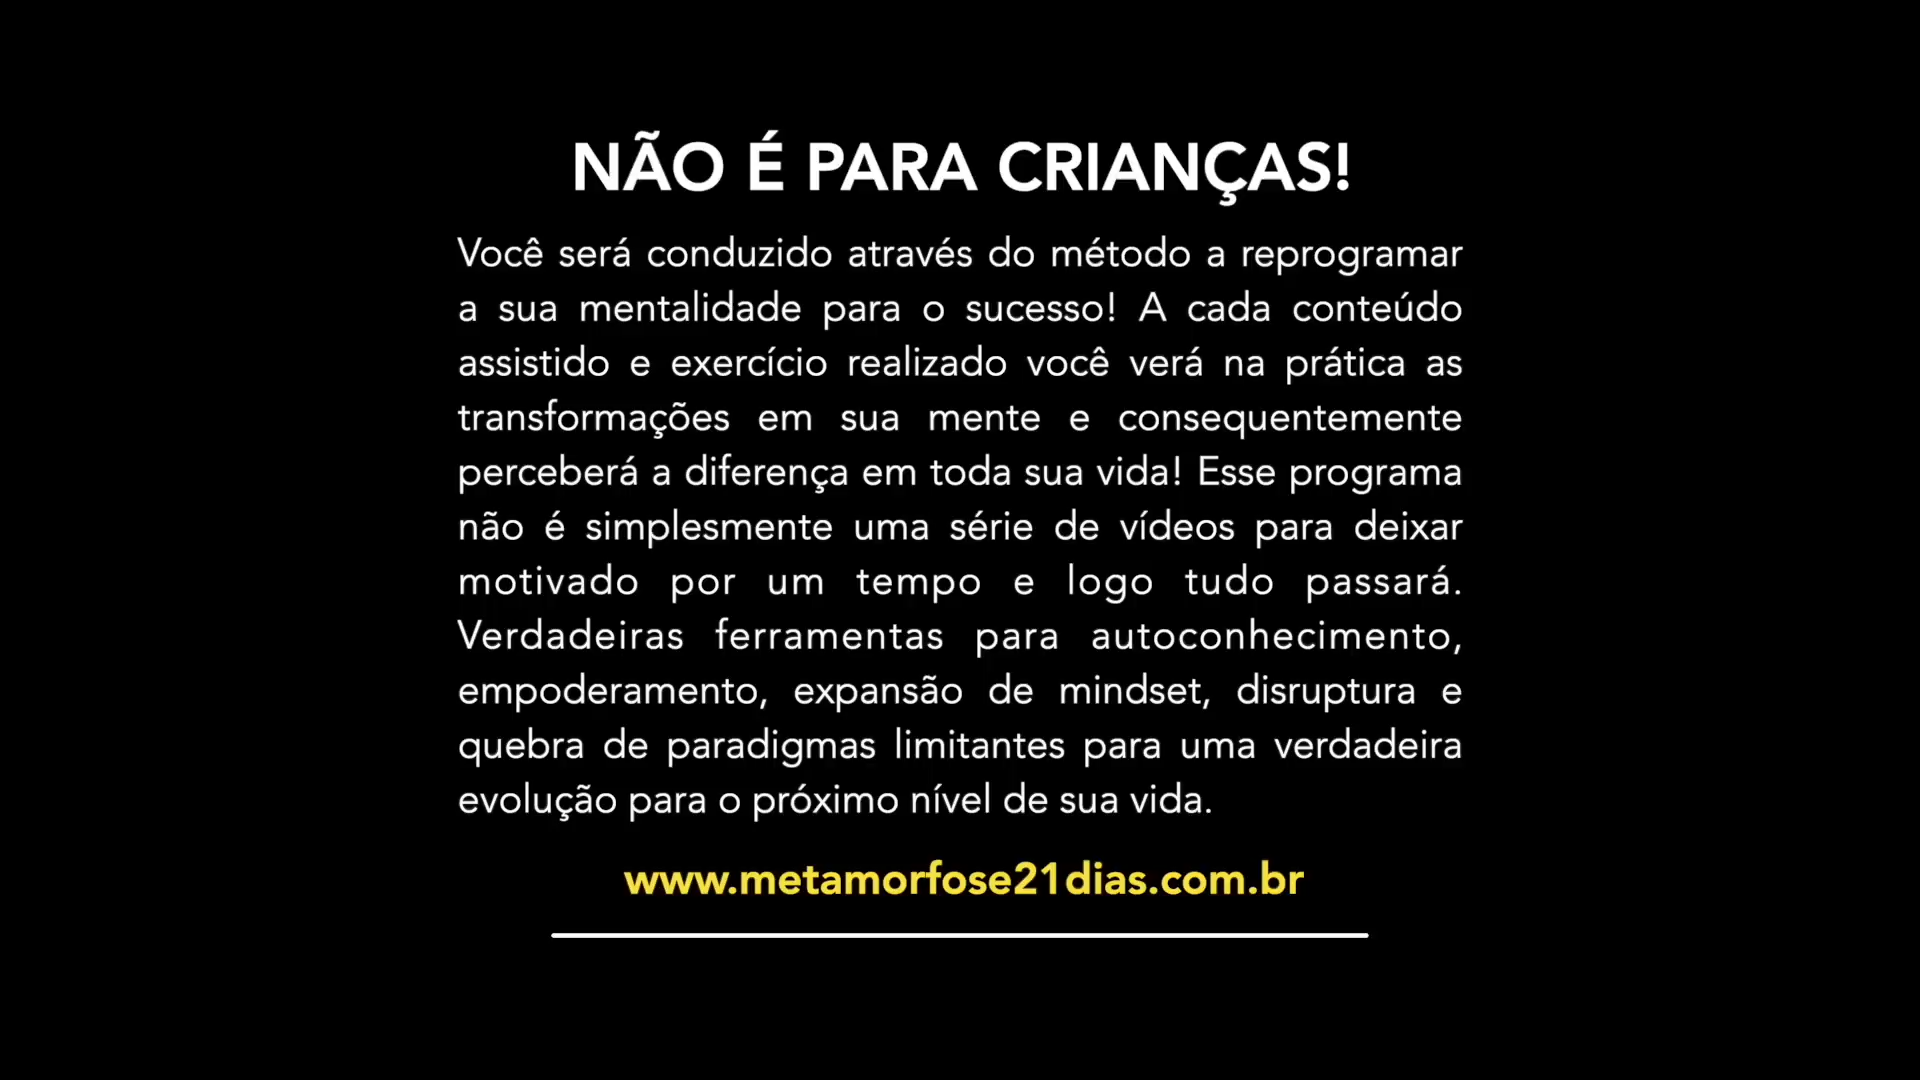 NÃO É PARA CRIANÇAS!
Você será conduzido através do método a reprogramar
a sua mentalidade para o sucesso! A cada conteúdo
assistido e exercício realizado você verá na prática as
transformações em sua mente e consequentemente
perceberá a diferença em toda sua vida! Esse programa
não é simplesmente uma série de vídeos para deixar
motivado por um tempo e logo tudo passará.
Verdadeiras ferramentas para autoconhecimento,
empoderamento, expansão de mindset, disruptura e
quebra de paradigmas limitantes para uma verdadeira
evolução para o próximo nível de sua vida.
www.metamorfose21dias.com.br